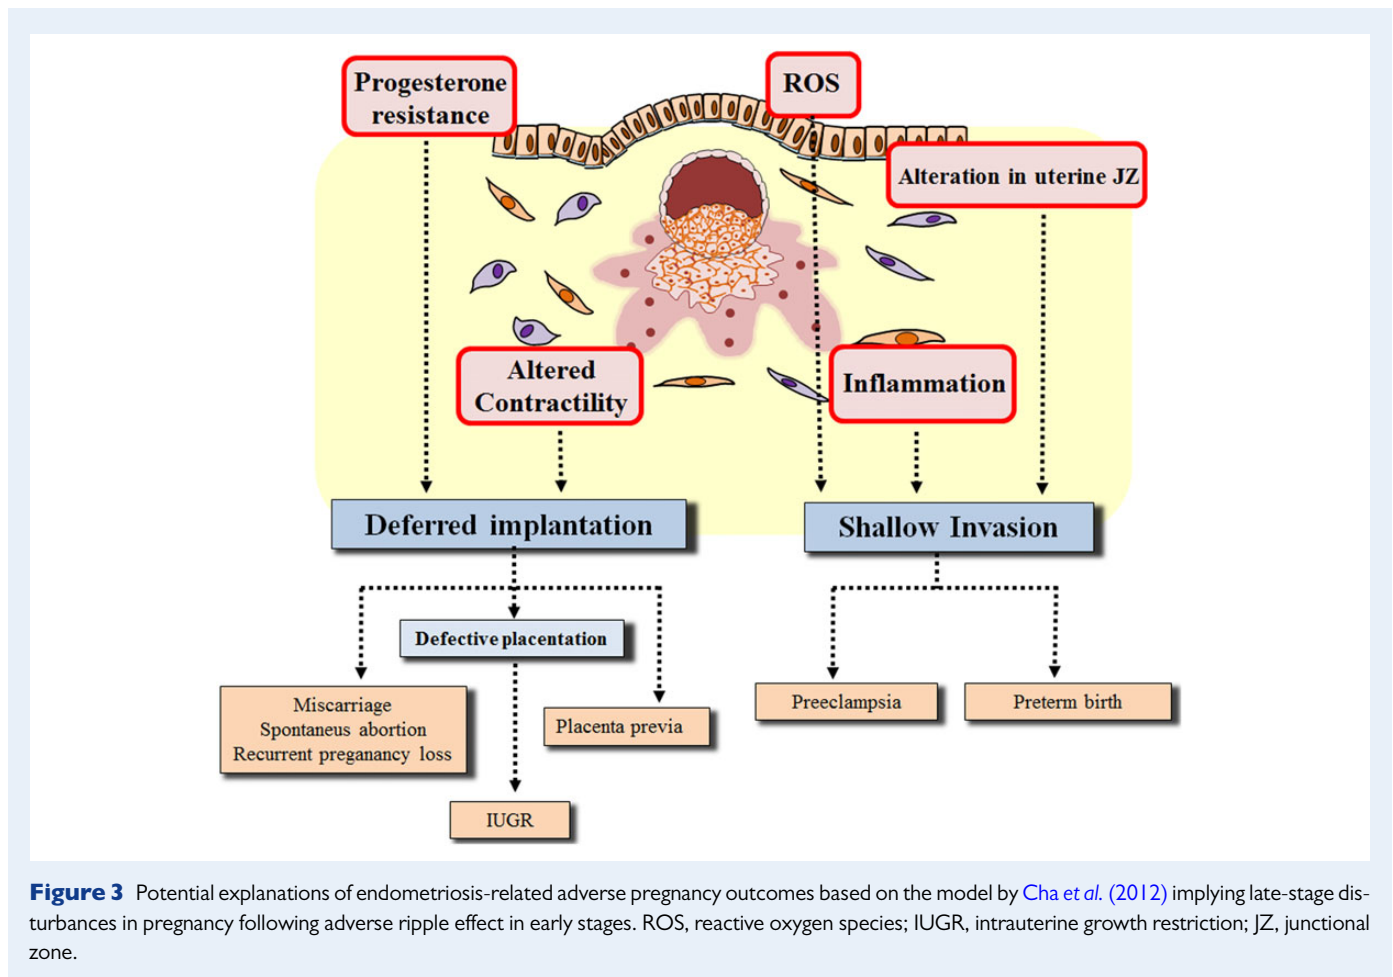 Progesterone
resistance
ROS
Alteration in uterine JZ
Altered
Contractility
Inflammation
Deferred implantation
Shallow Invasion
Defective placentation
Miscarriage
Spontaneus abortion
Recurrent preganancy loss
Placenta previa
Preeclampsia
Preterm birth
IUGR
Figure 3 Potential explanations of endometriosis-related adverse pregnancy outcomes based on the model by Cha et al. (2012) implying late-stage dis-
turbances in pregnancy following adverse ripple effect in early stages. ROS, reactive oxygen species; IUGR, intrauterine growth restriction; JZ, junctional
zone.